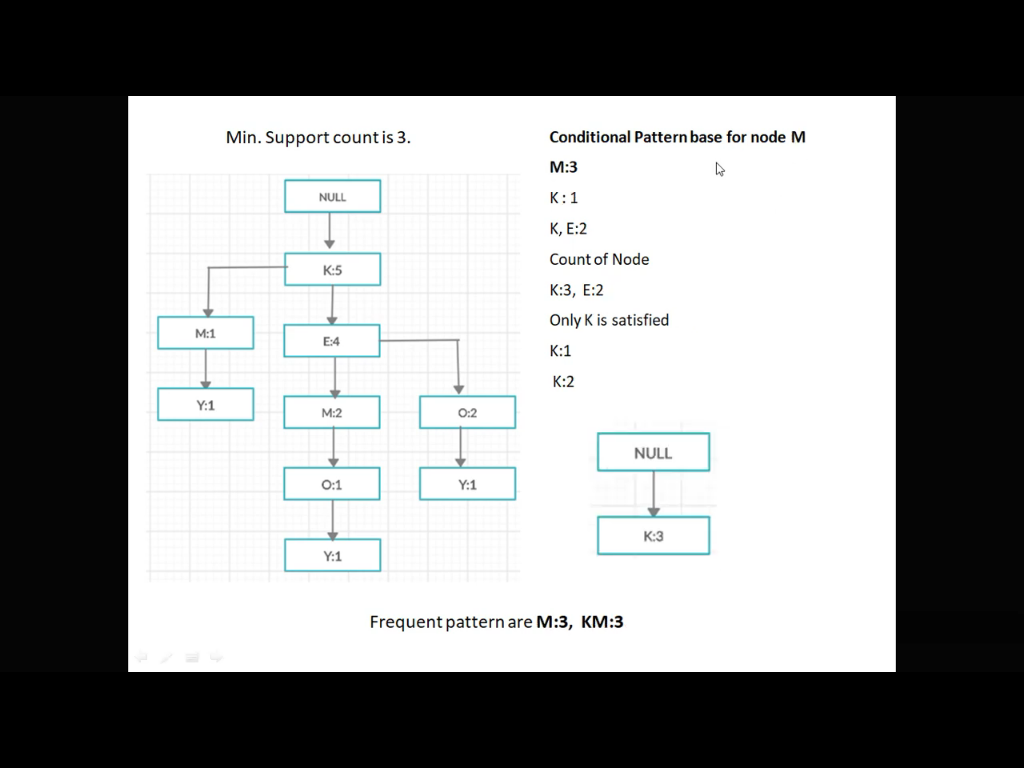 Min. Support count is 3.
NULL
K:5
M:1
E:4
Y:1
M:2
O:2
O:1
Y:1
Y:1
Conditional Pattern base for node M
M:3
K : 1
K, E:2
Count of Node
K:3, E:2
Only K is satisfied
K:1
K:2
NULL
K:3
Frequent pattern are M:3, KM:3